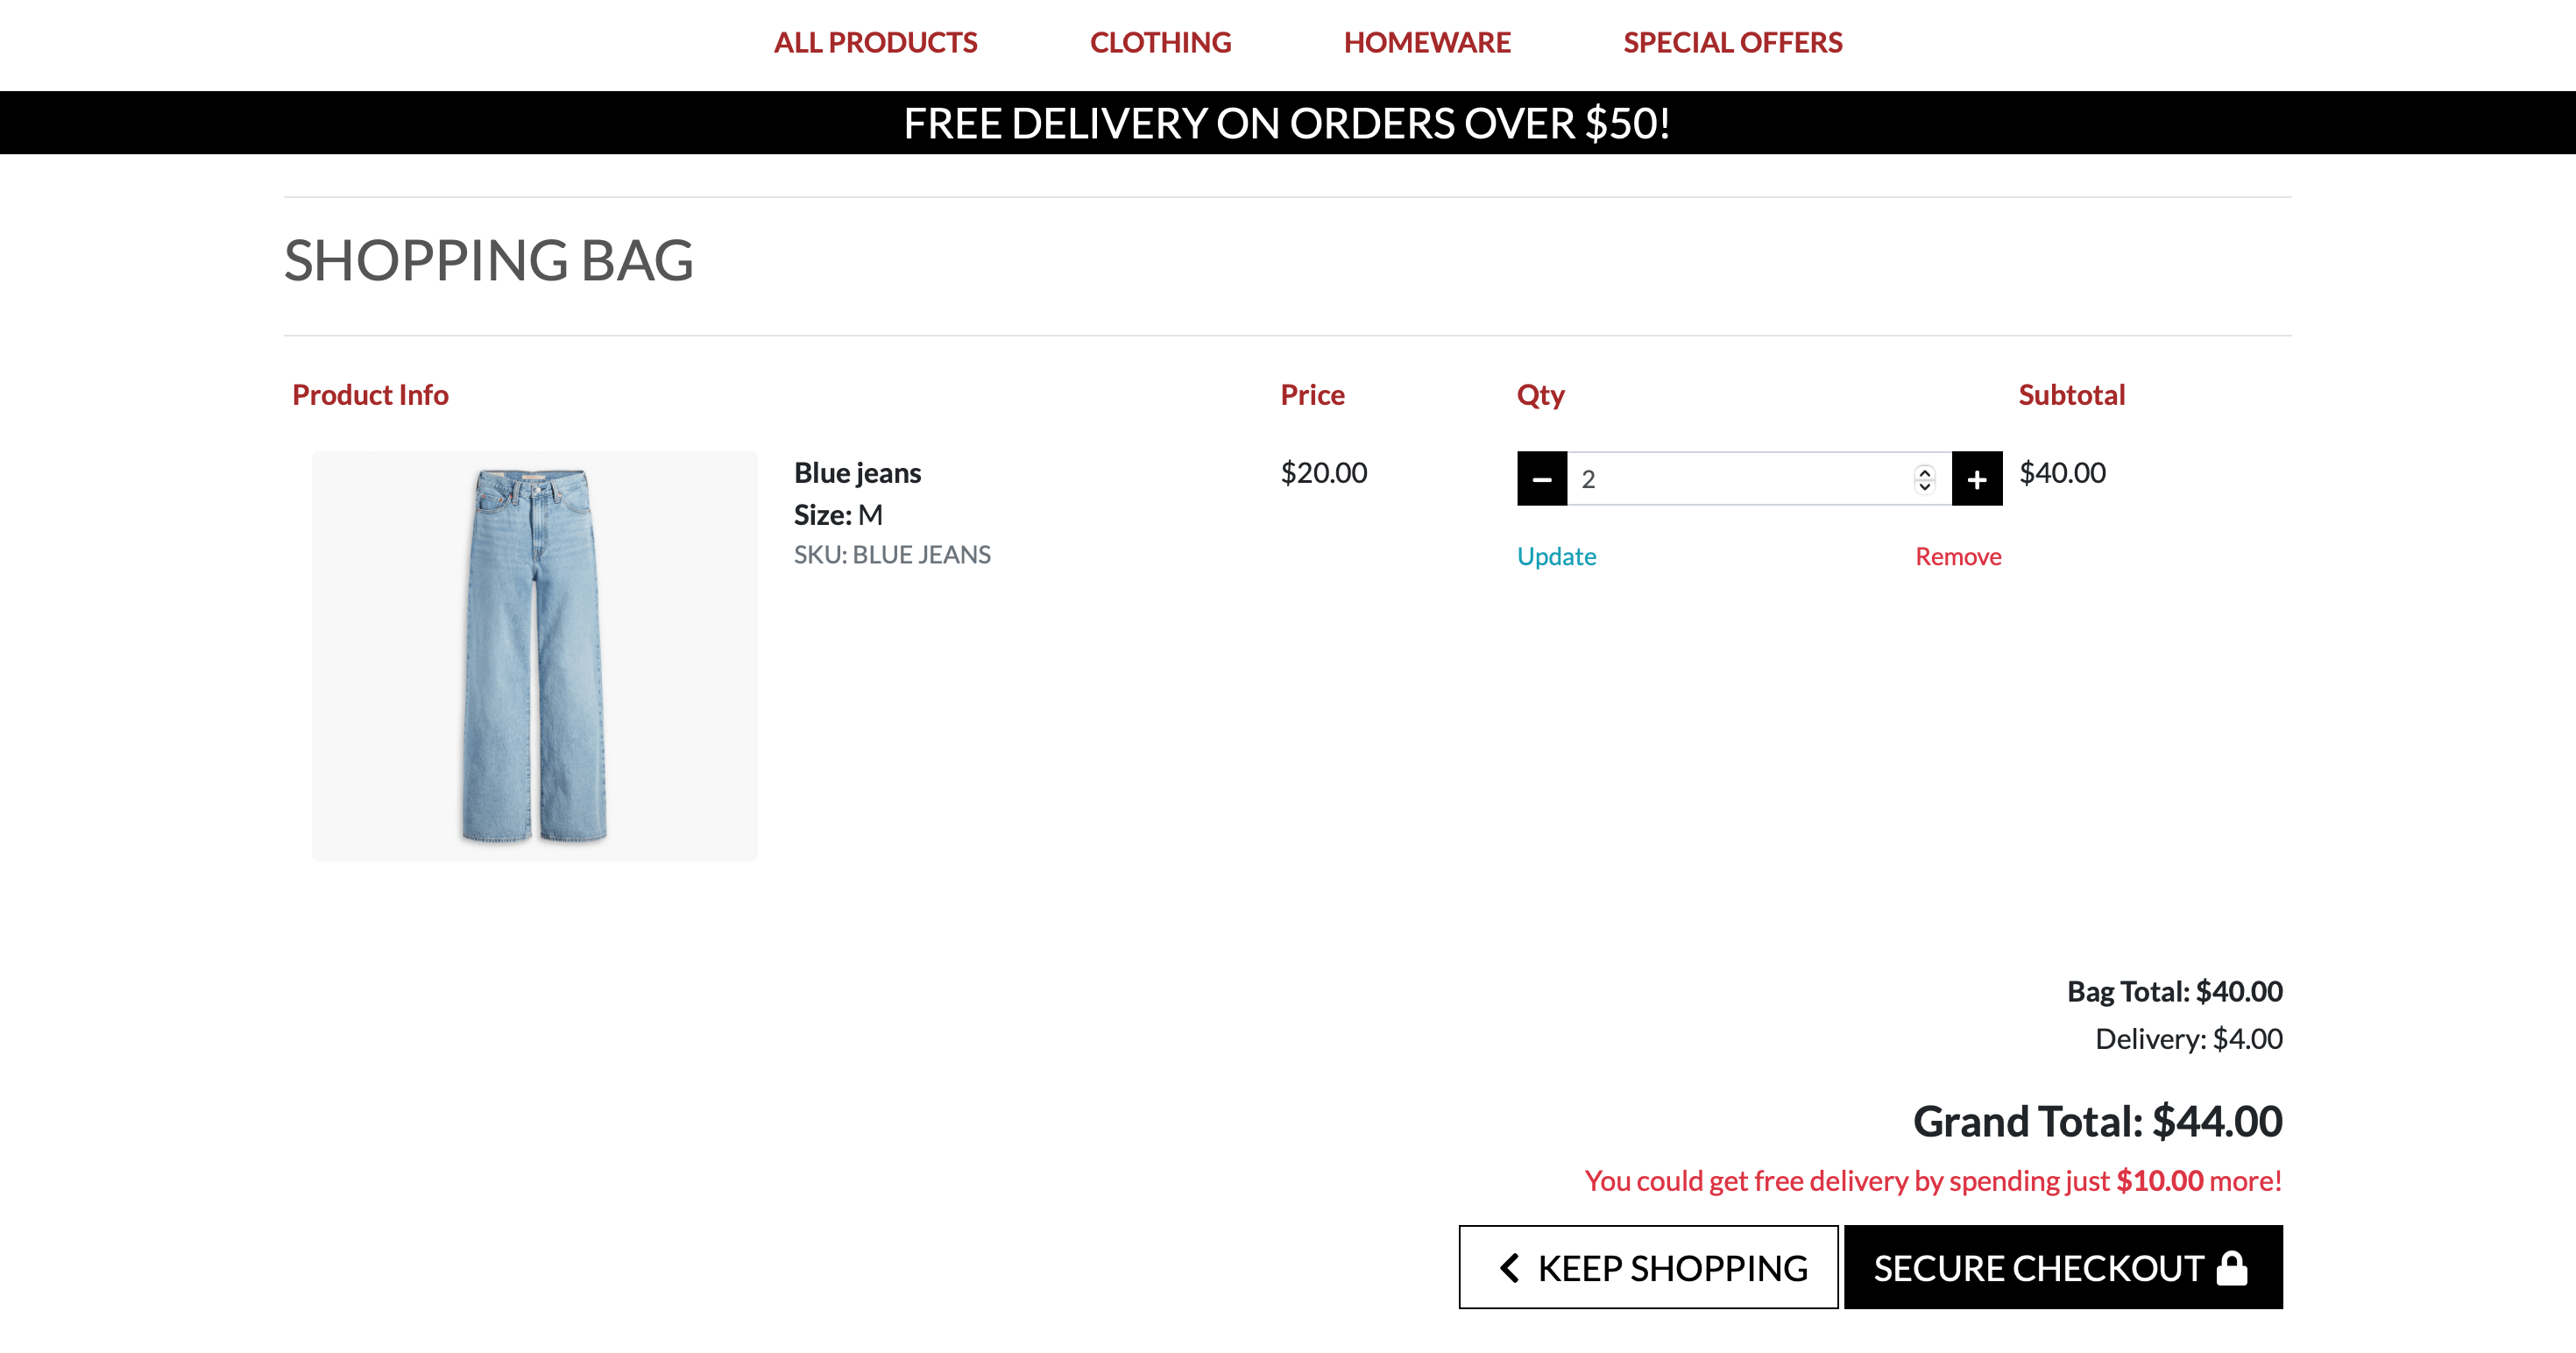 ALL PRODUCTS CLOTHING HOMEWARE SPECIAL OFFERS
FREE DELIVERY ON ORDERS OVER $50!
SHOPPING BAG
Product Info Price Qty Subtotal
Blue jeans $20.00 2 $40.00
Size: M
SKU: BLUE JEANS Update Remove
Bag Total: $40.00
Delivery: $4.00
Grand Total: $44.00
You could get free delivery by spending just $10.00 more!
KEEP SHOPPING SECURE CHECKOUT